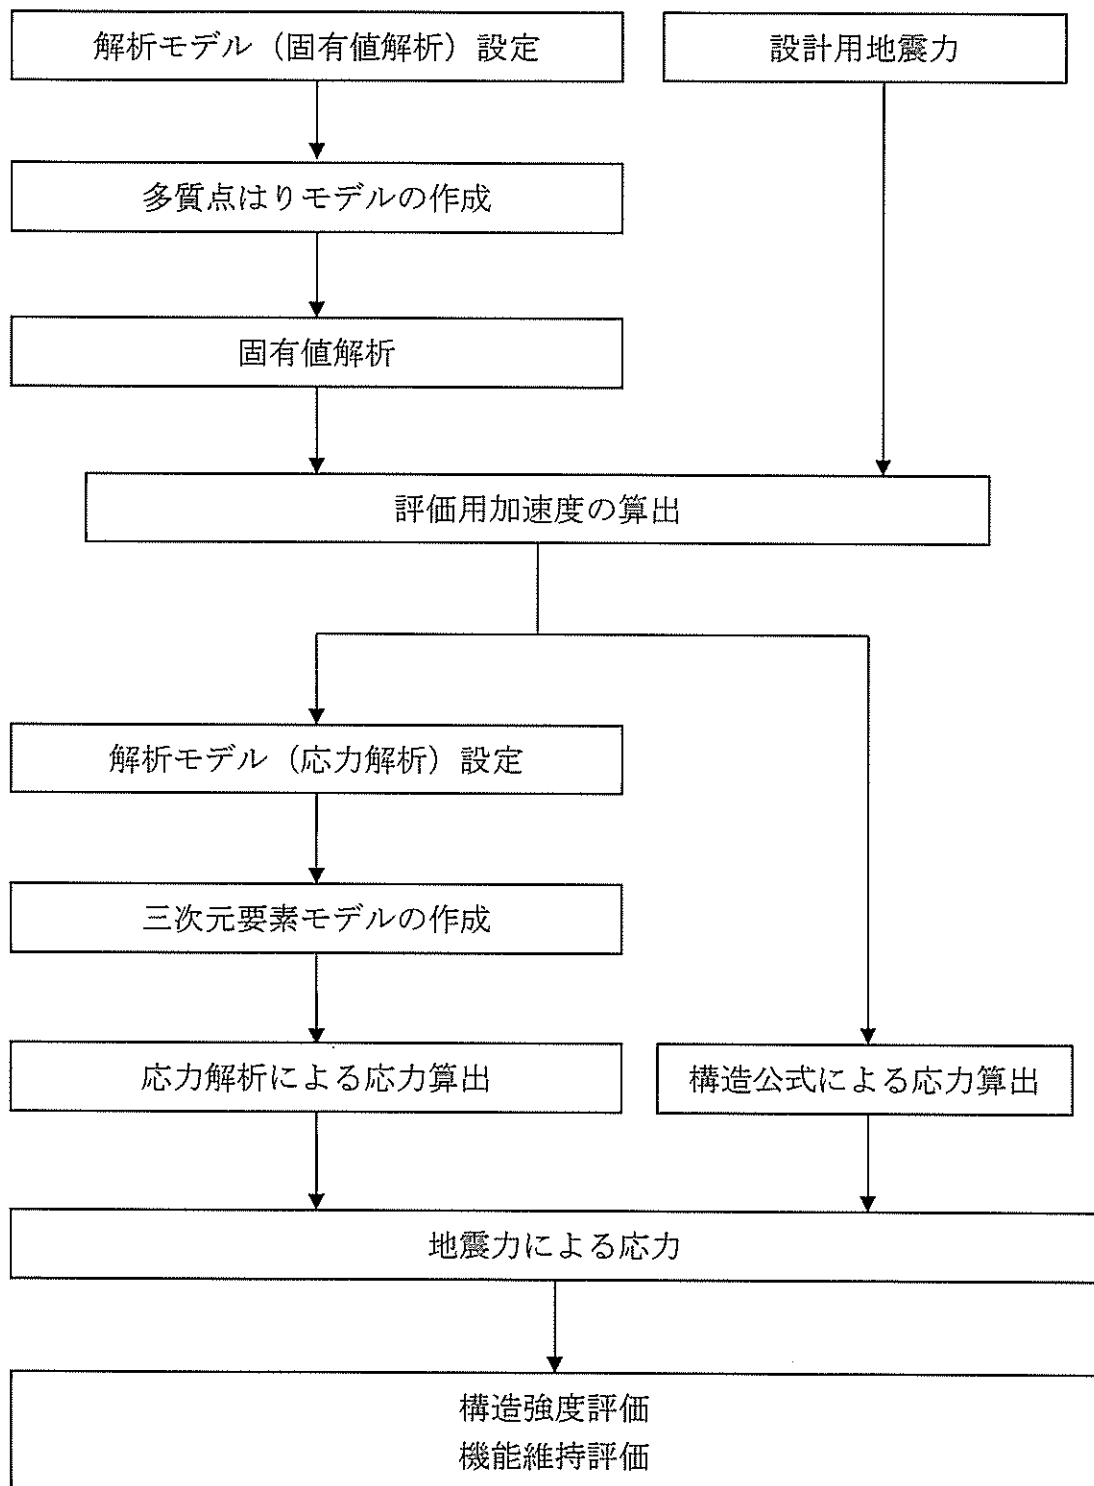 解析モデル（固有値解析）設定
設計用地震力
多質点はりモデルの作成
固有値解析
評価用加速度の算出
解析モデル（応力解析）設定
三次元要素モデルの作成
応力解析による応力算出
構造公式による応力算出
地震力による応力
構造強度評価
機能維持評価